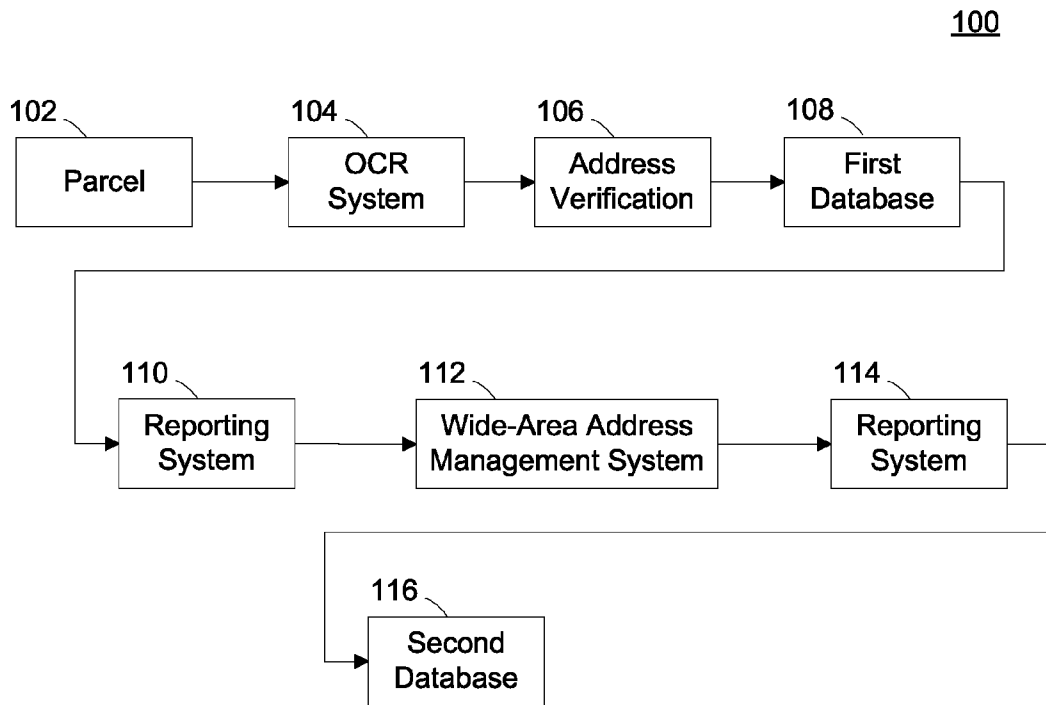 100
102
104
106
108
Parcel
OCR
System
Address
Verification
First
Database
110
112
114
Reporting
System
Wide-Area Address
Management System
Reporting
System
116
Second
Database